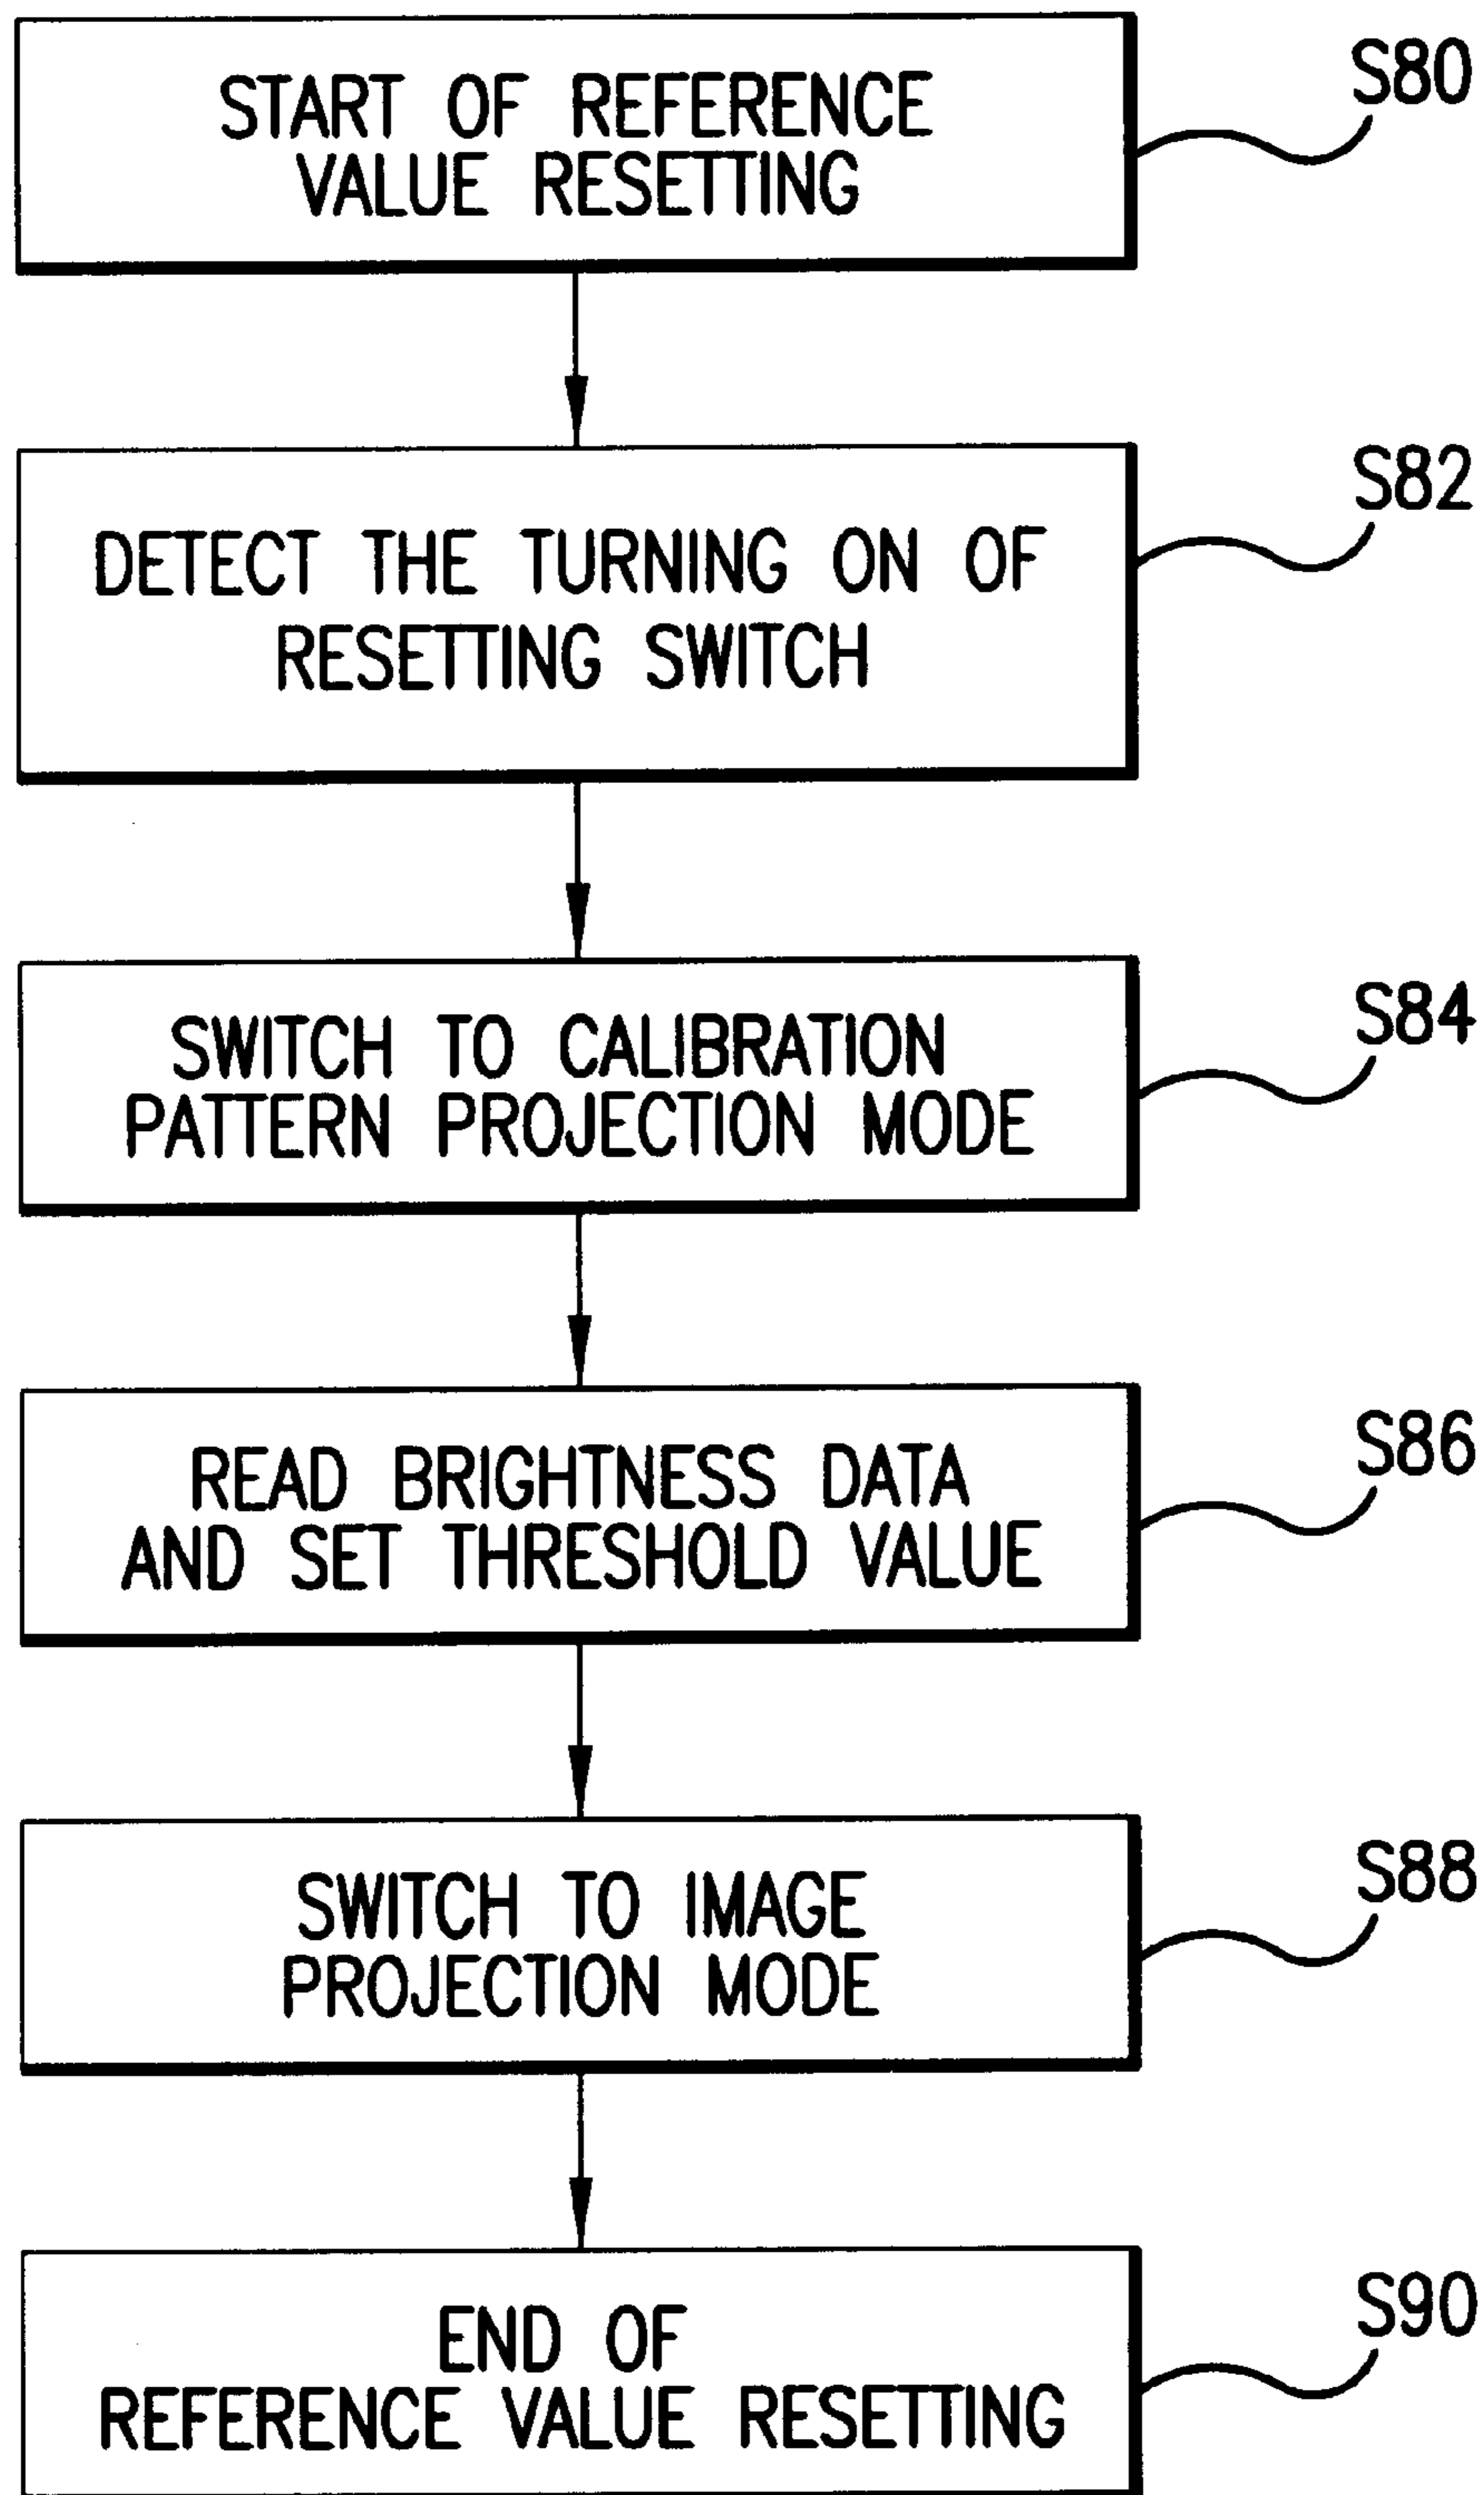 START OF REFERENCE
VALUE RESETTING
S80
DETECT THE TURNING ON OF
RESETTING SWITCH
S82
SWITCH TO CALIBRATION
PATTERN PROJECTION MODE
S84
READ BRIGHTNESS DATA
AND SET THRESHOLD VALUE
S86
SWITCH TO IMAGE
PROJECTION MODE
S88
END OF
REFERENCE VALUE RESETTING
S90